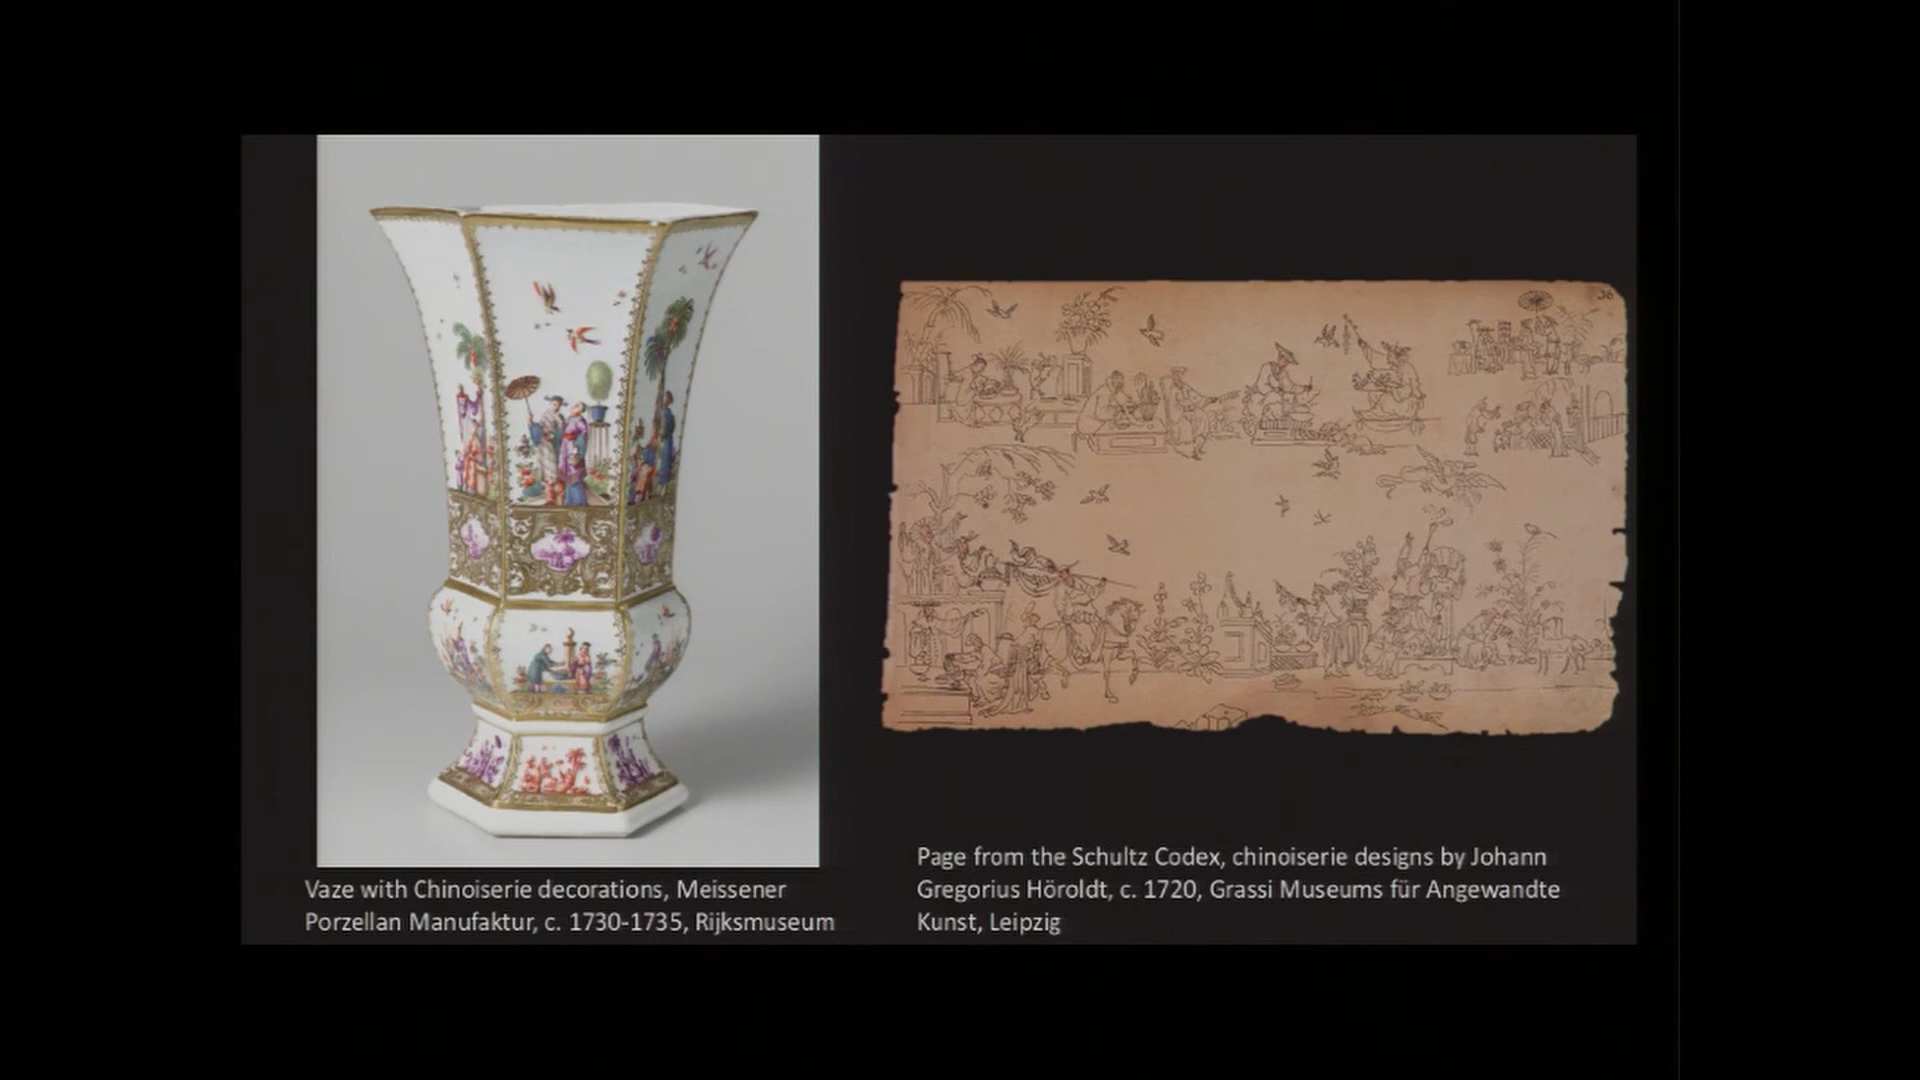 Vaze with Chinoiserie decorations, Meissener
Porzellan Manufaktur, c. 1730-1735, Rijksmuseum
36
Page from the Schultz Codex, chinoiserie designs by Johann
Gregorius Höroldt, c. 1720, Grassi Museums für Angewandte
Kunst, Leipzig